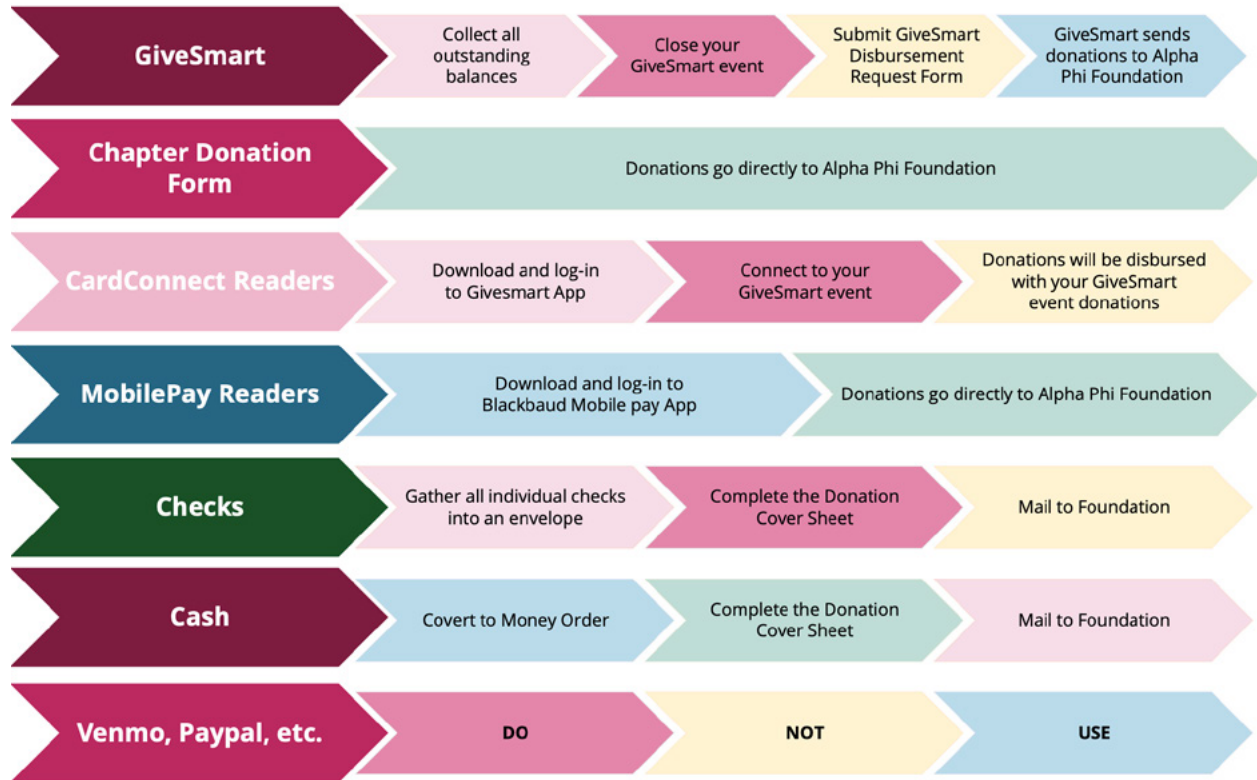 GiveSmart
Collect all
outstanding
balances
Close your
GiveSmart event
Submit GiveSmart
Disbursement
Request Form
GiveSmart sends
donations to Alpha
Phi Foundation
Chapter Donation
Form
Donations go directly to Alpha Phi Foundation
CardConnect Readers
Download and log-in
to Givesmart App
Connect to your
GiveSmart event
Donations will be disbursed
with your GiveSmart
event donations
MobilePay Readers
Download and log-in to
Blackbaud Mobile pay App
Donations go directly to Alpha Phi Foundation
Checks
Gather all individual checks
into an envelope
Complete the Donation
Cover Sheet
Mail to Foundation
Cash
Covert to Money Order
Complete the Donation
Cover Sheet
Mail to Foundation
Venmo, Paypal, etc.
DO
NOT
USE